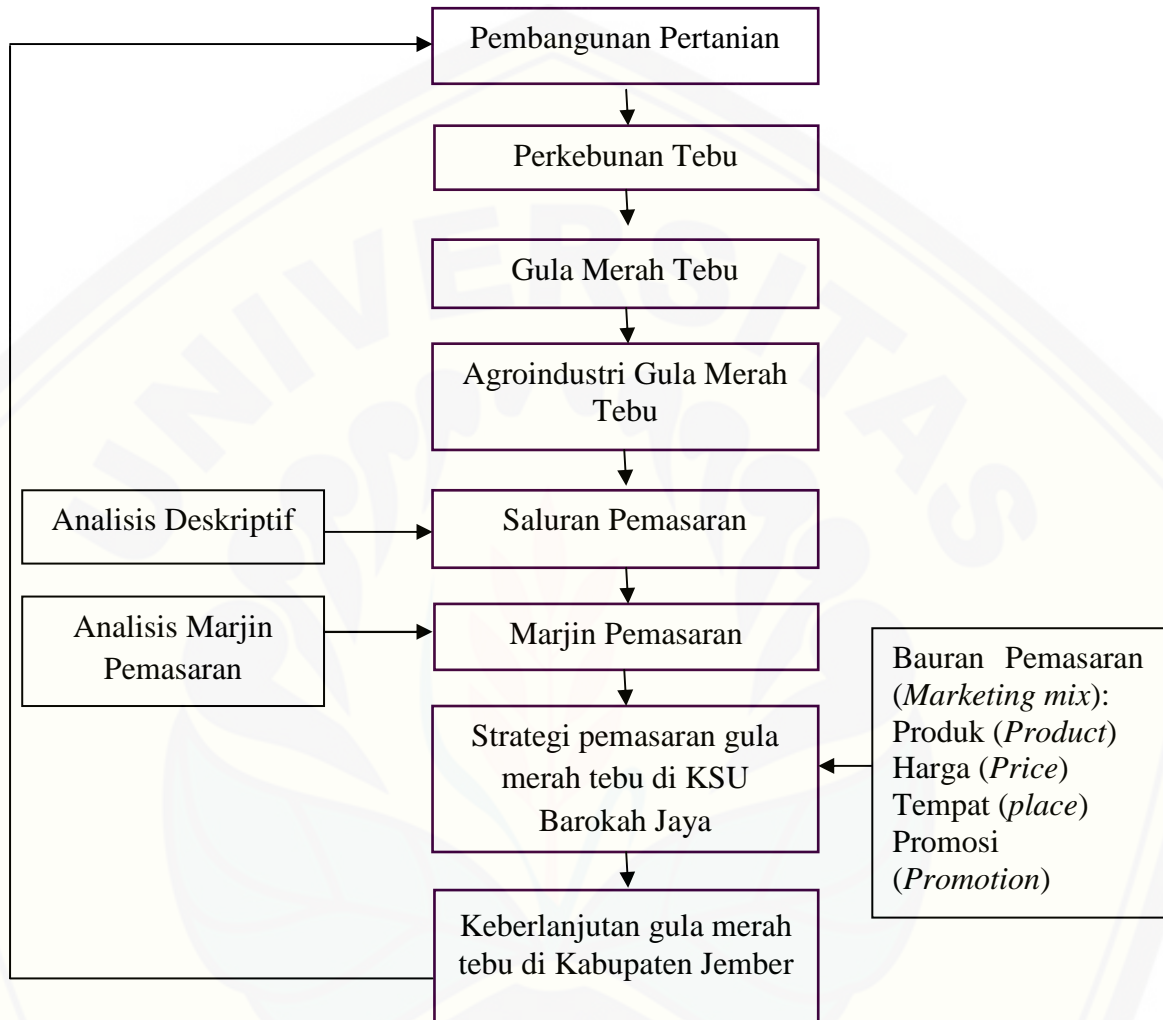 Pembangunan Pertanian
Perkebunan Tebu
Gula Merah Tebu
Agroindustri Gula Merah
Tebu
Analisis Deskriptif
Saluran Pemasaran
Analisis Marjin
Pemasaran
Marjin Pemasaran
Bauran Pemasaran
(Marketing mix):
Produk (Product)
Harga (Price)
Tempat (place)
Promosi
(Promotion)
Strategi pemasaran gula
merah tebu di KSU
Barokah Jaya
Keberlanjutan gula merah
tebu di Kabupaten Jember
UNIVERSITAS